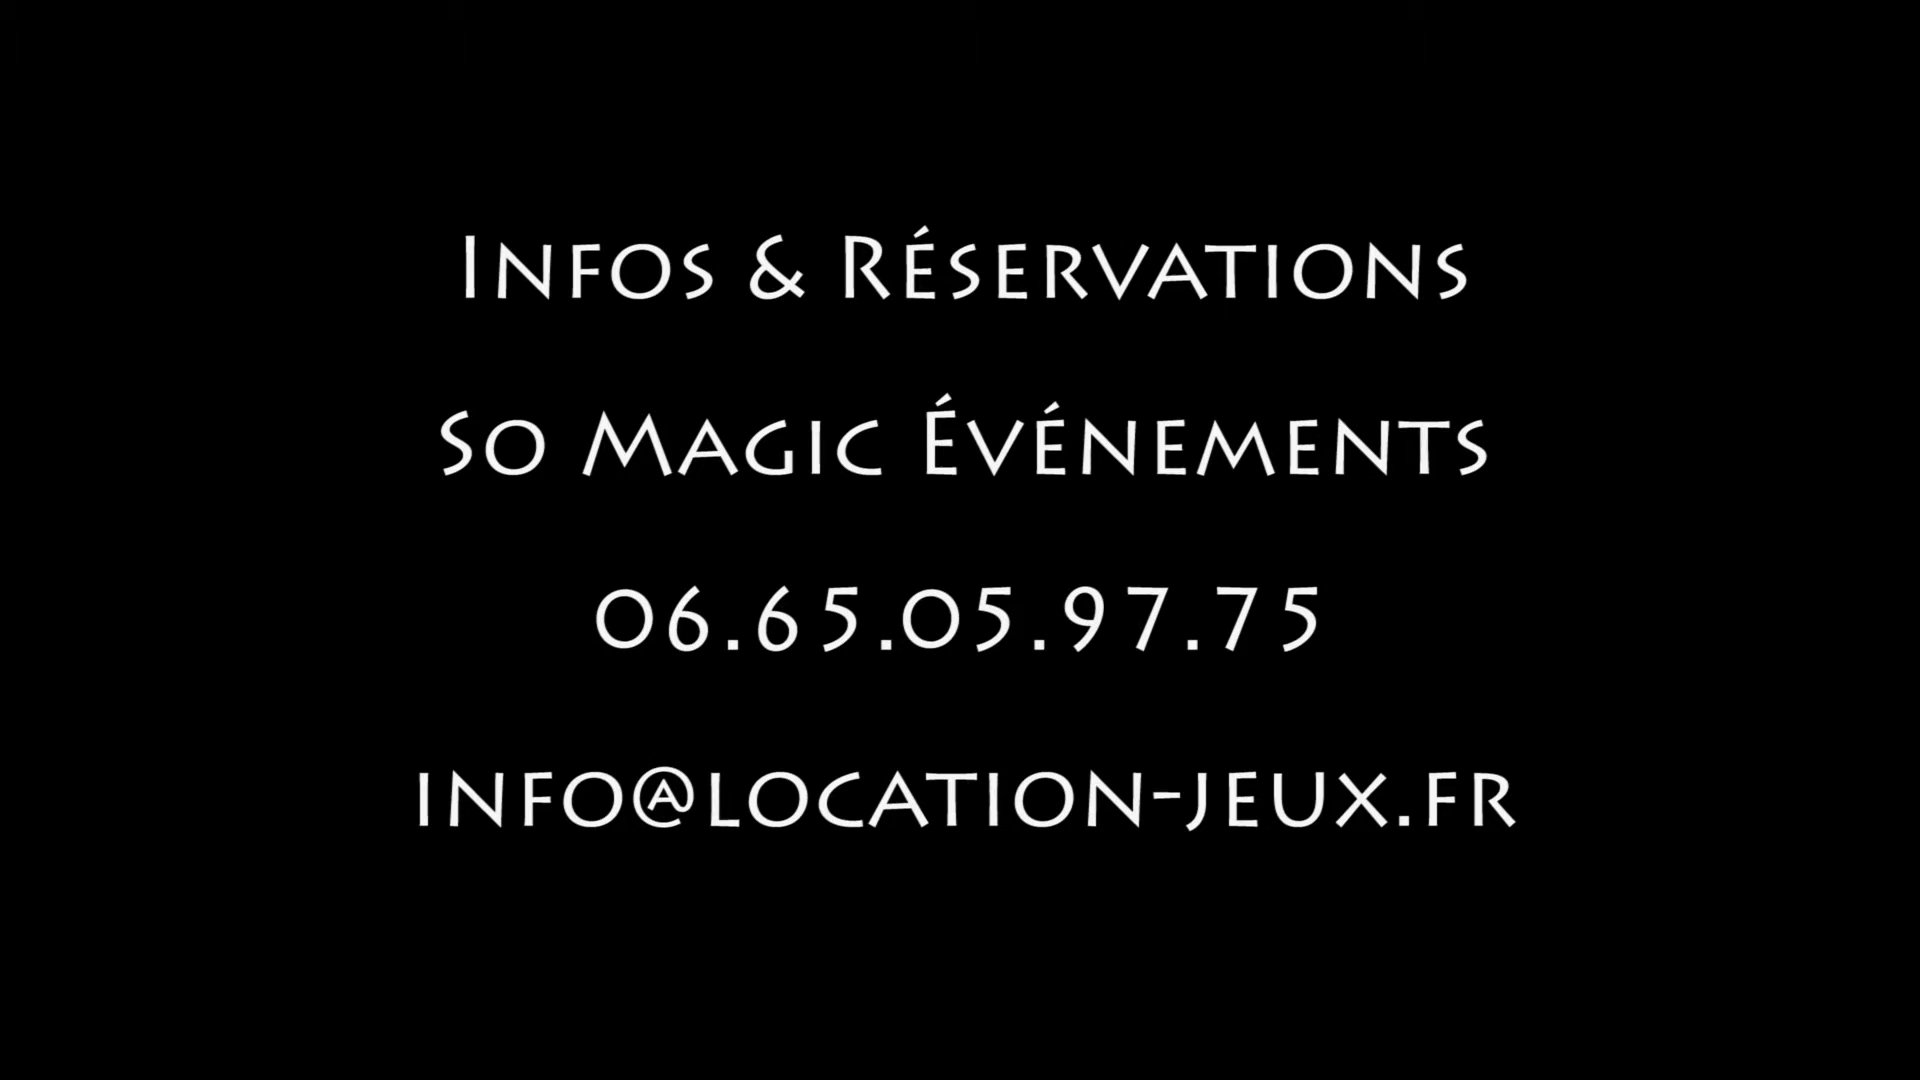 Infos & Réservations
So Magic Événements
06.65.05.97.75
info@location-jeux.fr